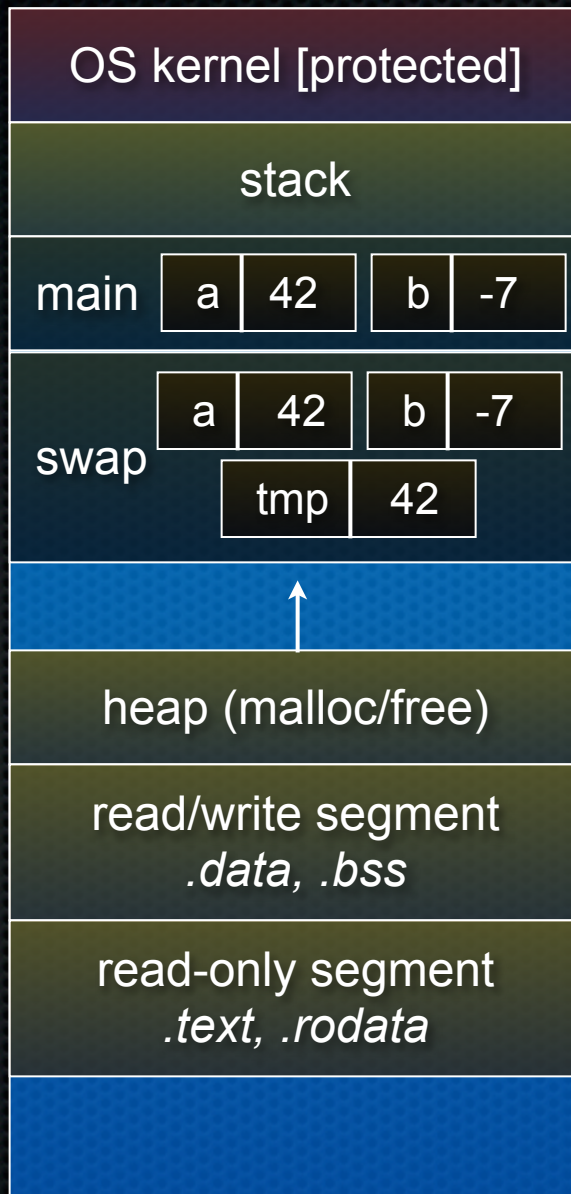 OS kernel [protected]
stack
main a 42 b -7
a 42 b -7
swap
tmp 42
heap (malloc/free)
read/write segment
.data, .bss
read-only segment
.text, .rodata